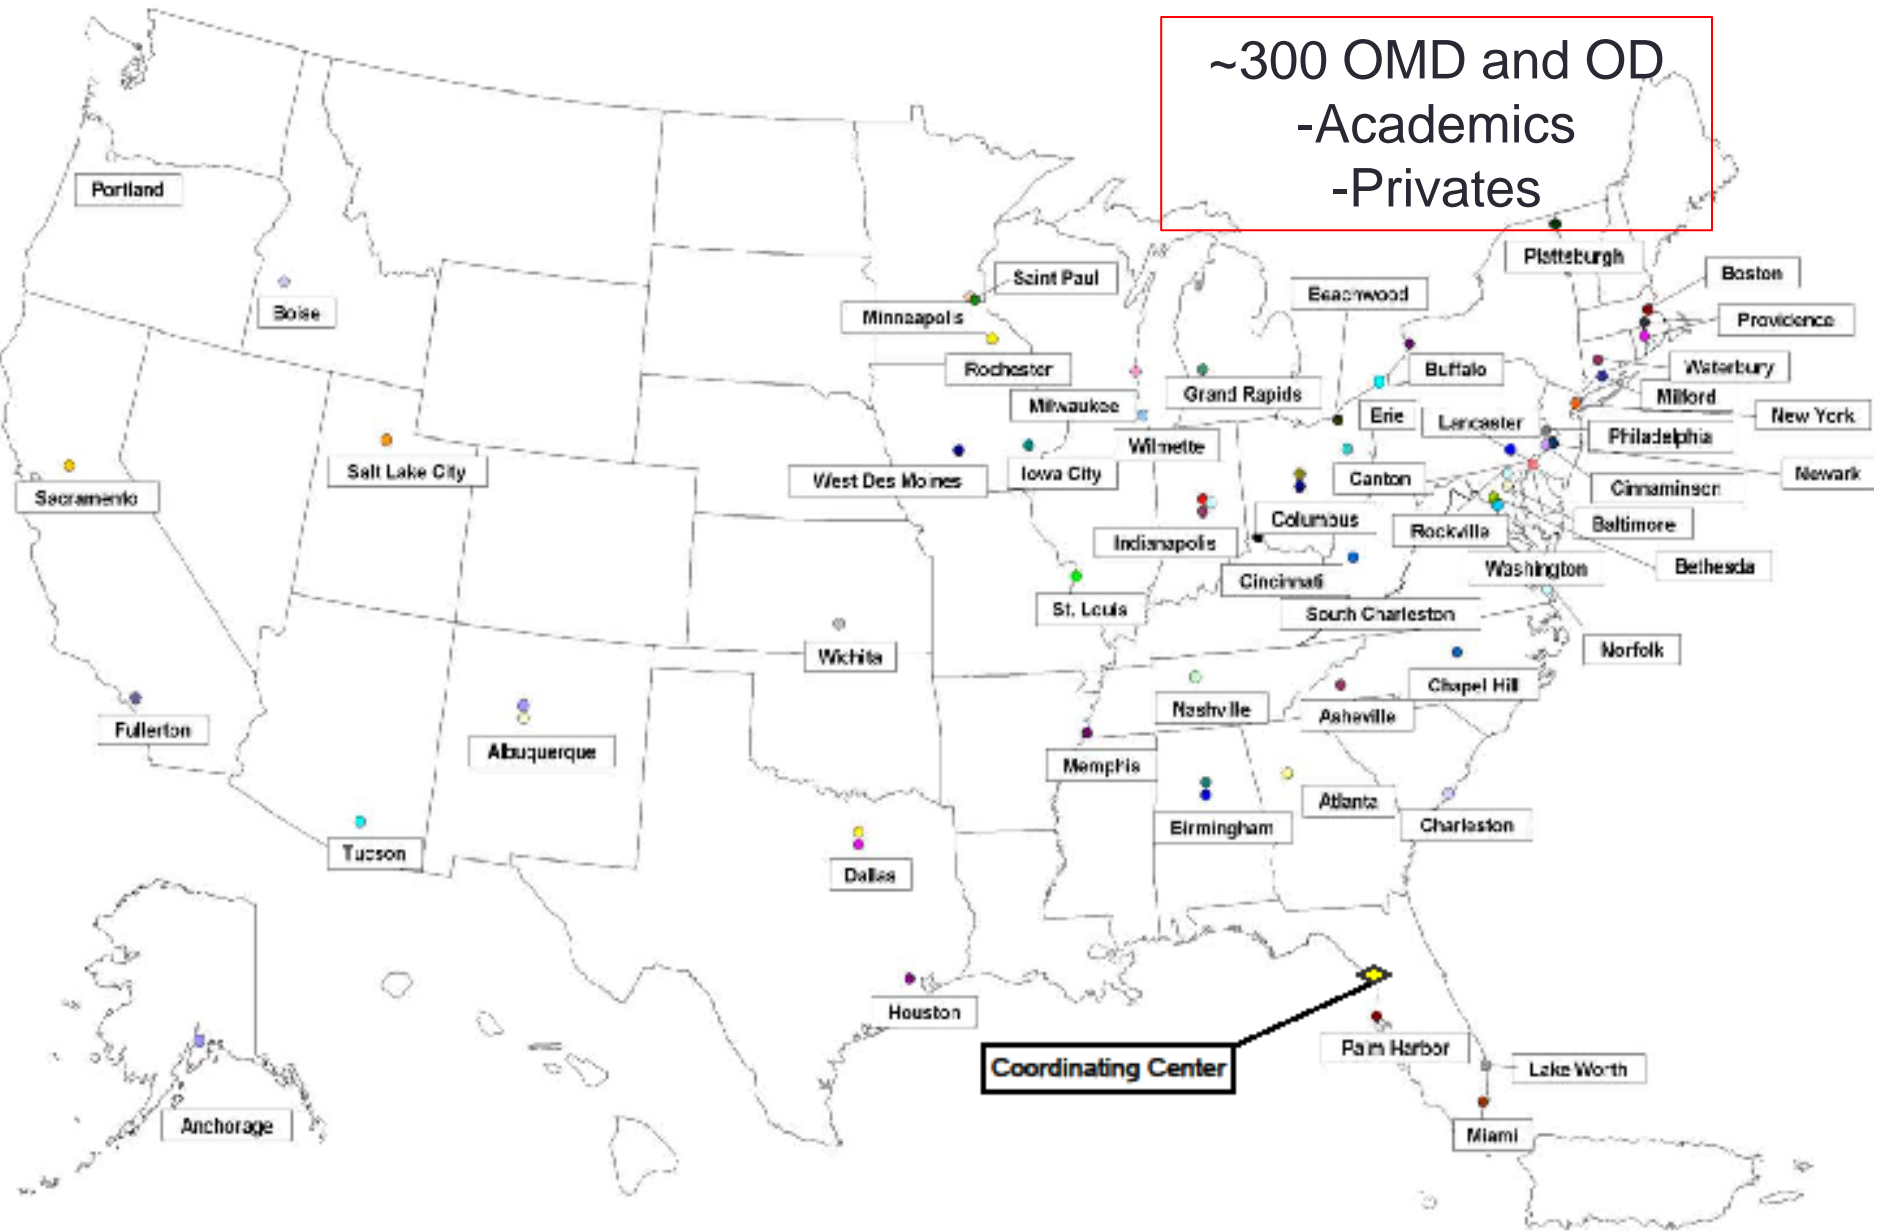 ~300 OMD and OD
-Academics
-Privates
Portland
Plattsburgh
Boston
Saint Paul
Beachwood
Boise
Minneapolis
Providence
Rochester
Buffalo
Waterbury
Grand Rapids
Milford
Milwaukee
New York
Erie
Lancaster
Philadelphia
Wilmette
Salt Lake City
West Des Moines
Iowa City
Canton
Newark
Sacramento
Cinnaminson
Columbus
Baltimore
Rockville
Indianapolis
Washington
Bethesda
Cincinnati
St. Louis
South Charleston
Norfolk
Wichita
Chapel Hill
Nashville
Asheville
Fullerton
Albuquerque
Memphis
Atlanta
Birmingham
Charleston
Tucson
Dallas
Houston
Palm Harbor
Coordinating Center
Lake Worth
Anchorage
Miami